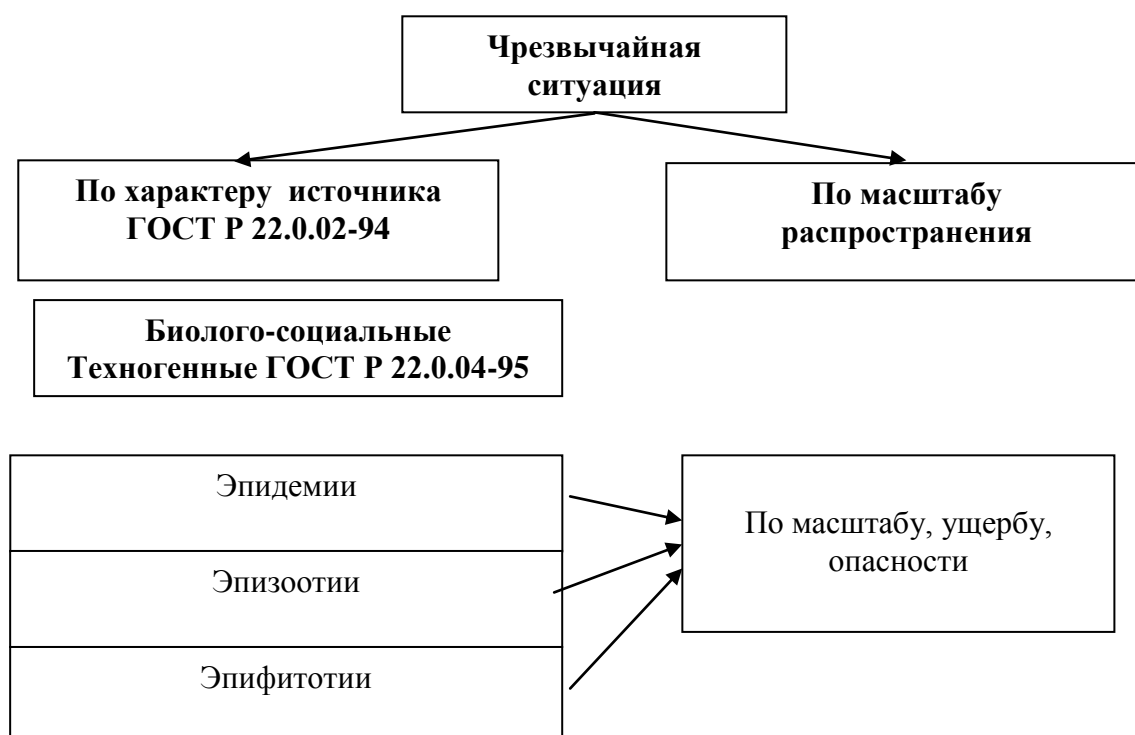 Чрезвычайная
ситуация
По характеру источника
ГОСТ Р 22.0.02-94
По масштабу
распространения
Биолого-социальные
Техногенные ГОСТ Р 22.0.04-95
Эпидемии
Эпизоотии
Эпифитотии
По масштабу, ущербу,
опасности